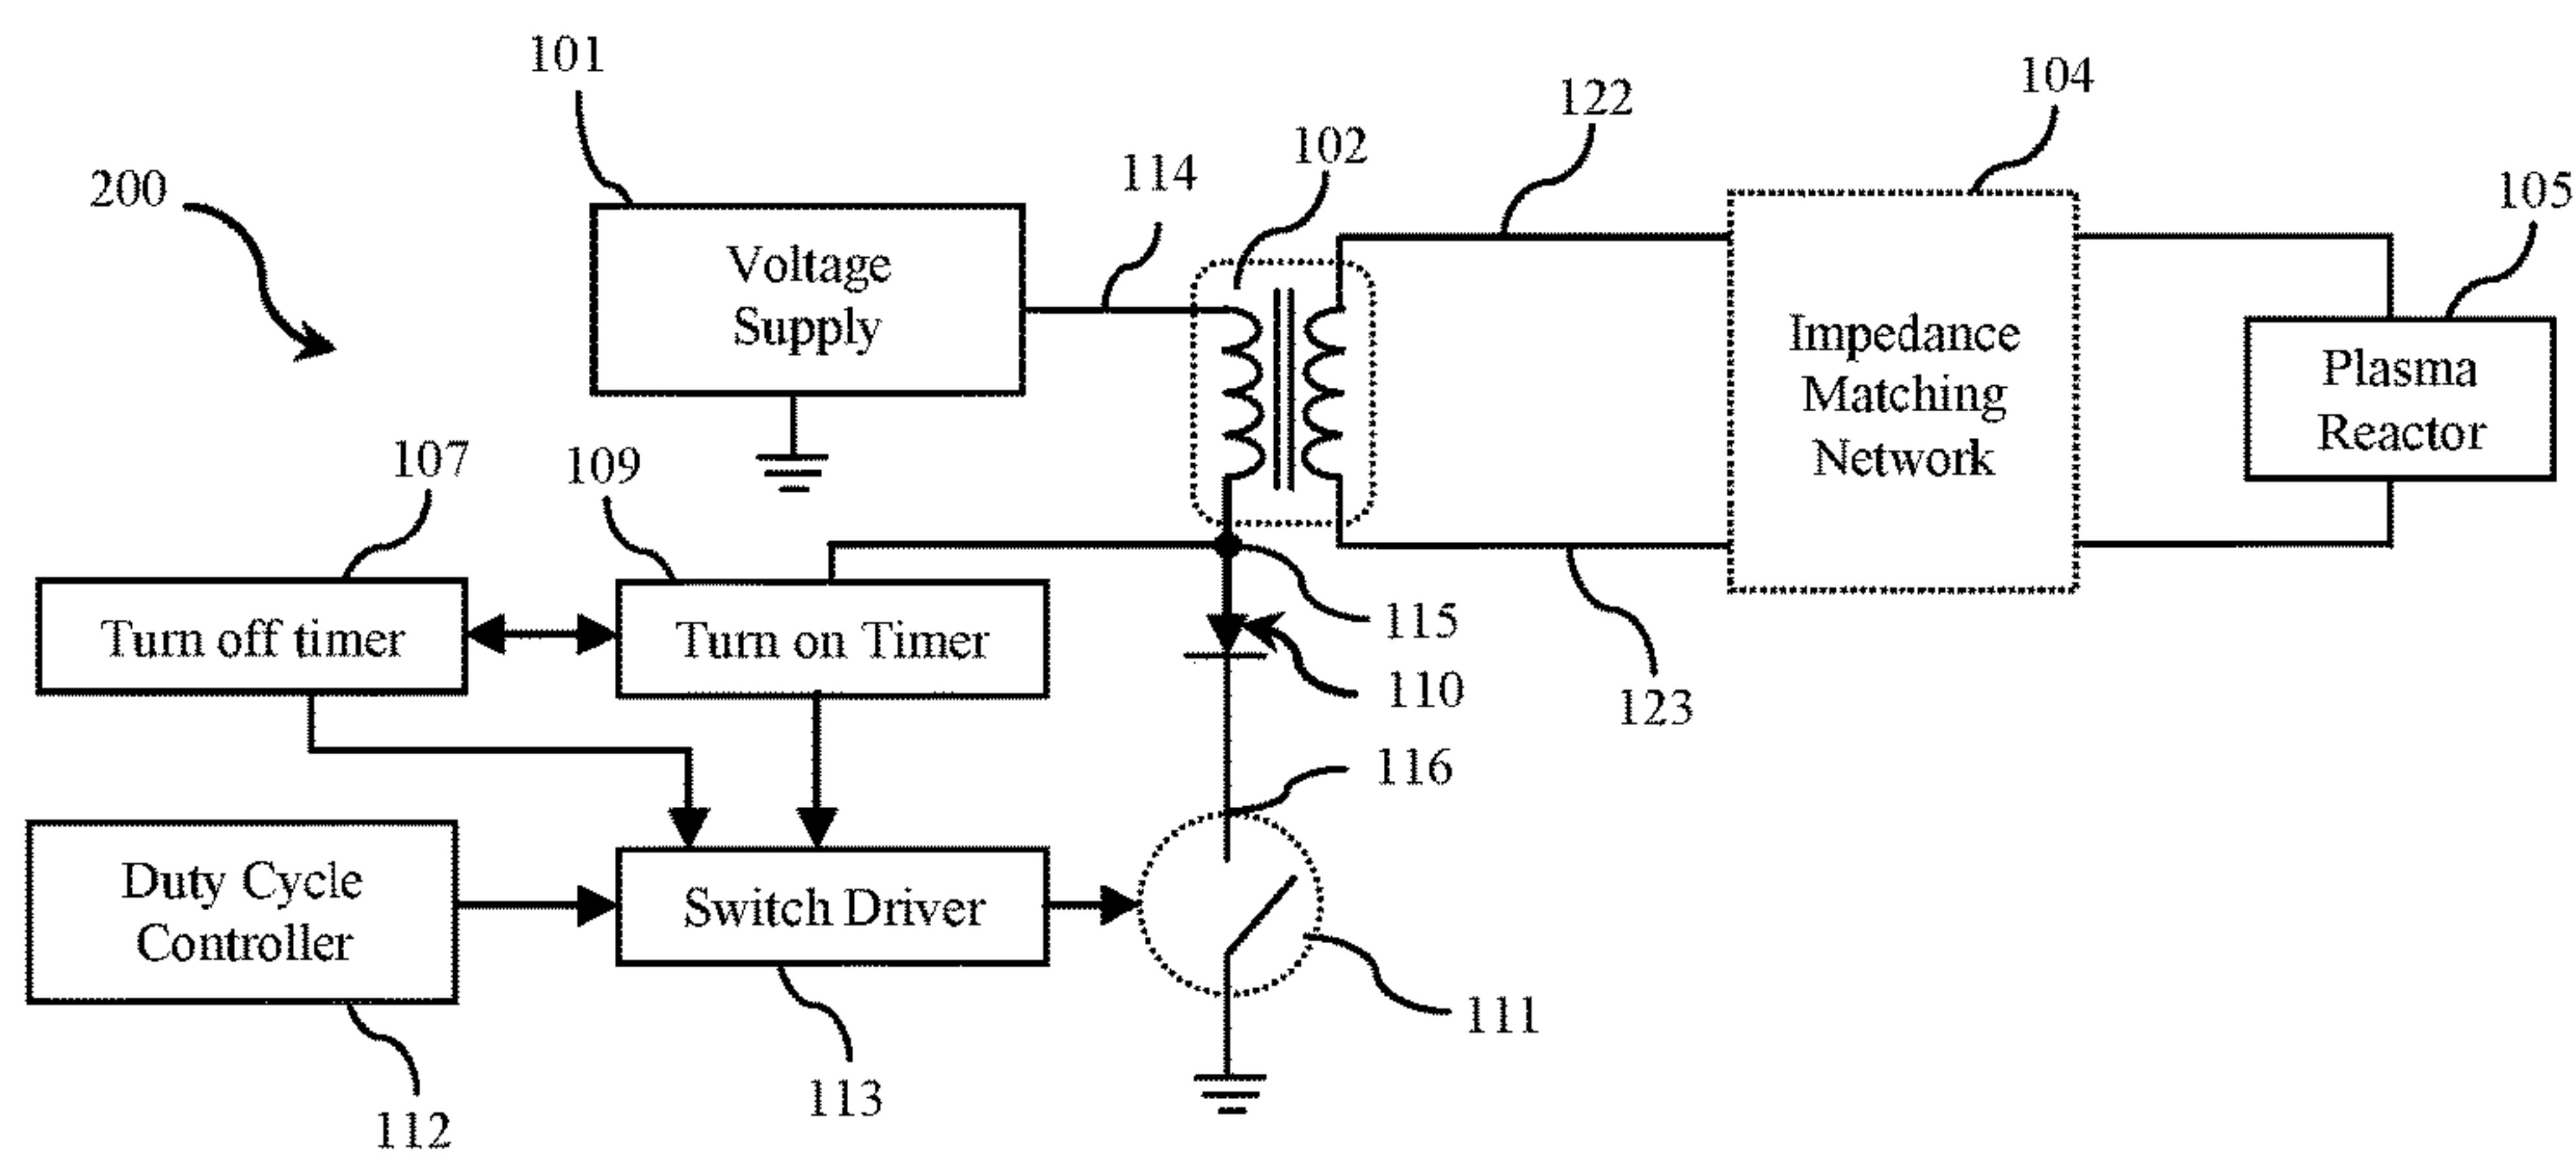 101
104
122
102
114
105
200
Voltage
Supply
Impedance
Matching
Network
Plasma
Reactor
107
109
Turn off timer
Turn on Timer
115
110
123
116
Duty Cycle
Controller
Switch Driver
111
113
112